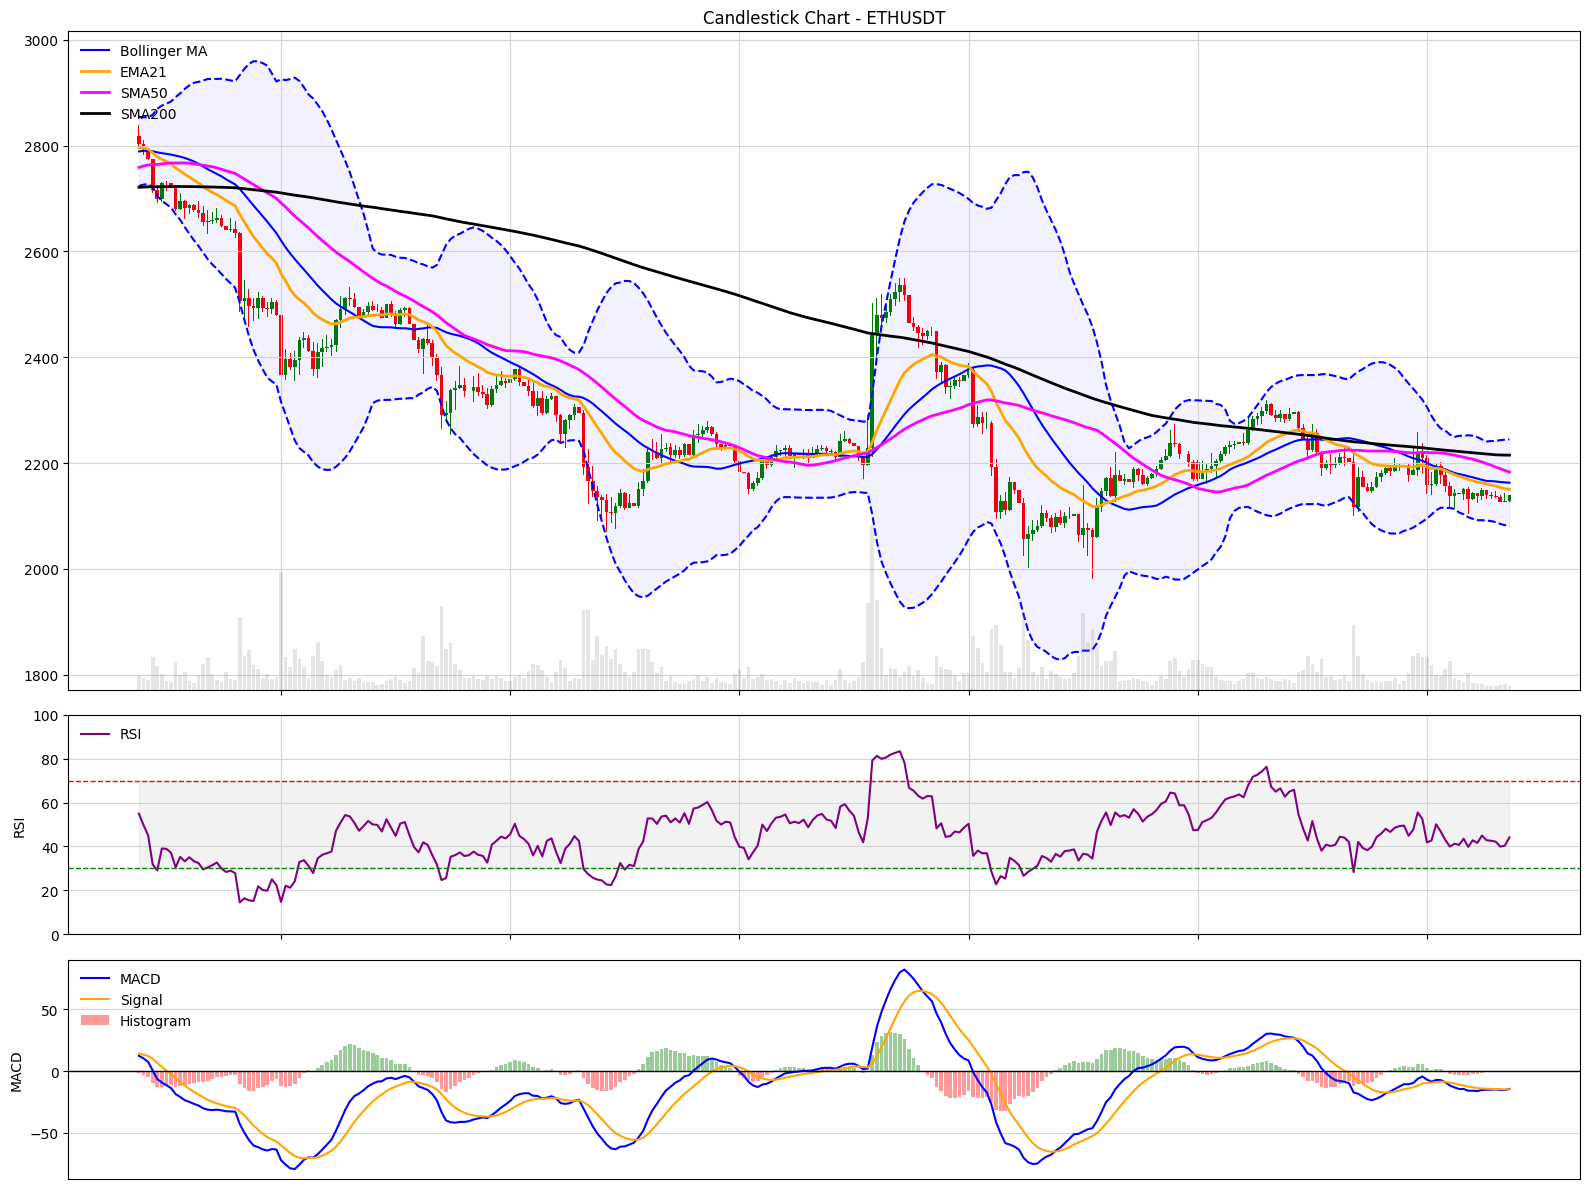 Candlestick Chart - ETHUSDT
3000
2800
2600
2400
2200
2000
1800
Bollinger MA
EMA21
SMA50
SMA200
100
80
60
40
20
0
RSI
RSI
50
0
−50
MACD
MACD
Signal
Histogram